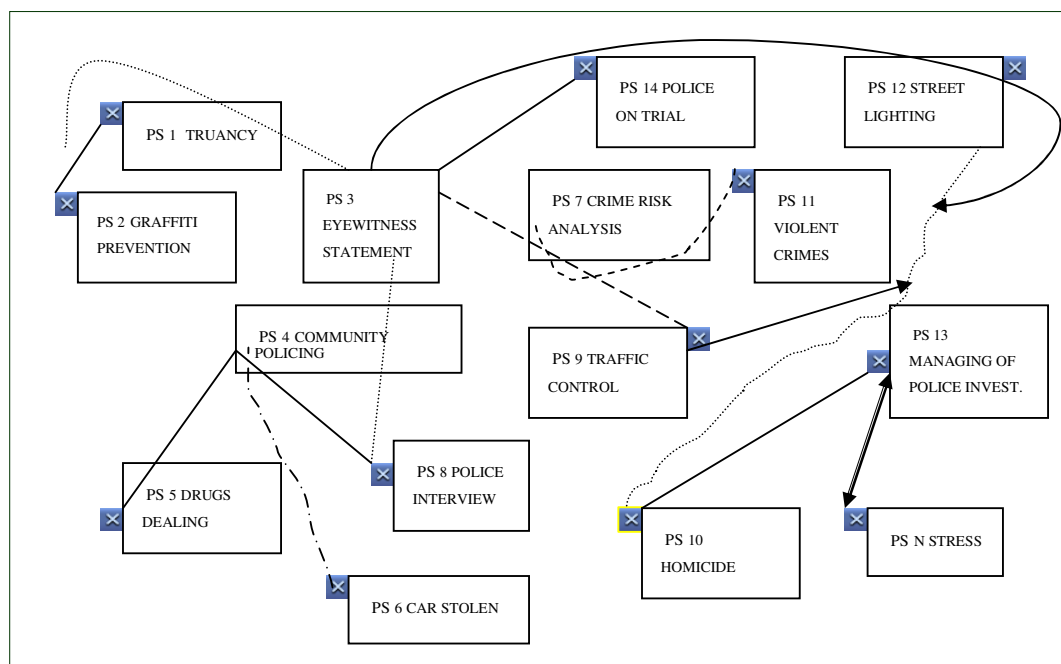 PS 14 POLICE
ON TRIAL
PS 12 STREET
LIGHTING
PS 1 TRUANCY
PS 3
EYEWITNESS
STATEMENT
PS 7 CRIME RISK
ANALYSIS
PS 11
VIOLENT
CRIMES
PS 2 GRAFFITI
PREVENTION
PS 4 COMMUNITY
POLICING
PS 9 TRAFFIC
CONTROL
PS 13
MANAGING OF
POLICE INVEST.
PS 5 DRUGS
DEALING
PS 8 POLICE
INTERVIEW
PS 10
HOMICIDE
PS N STRESS
PS 6 CAR STOLEN